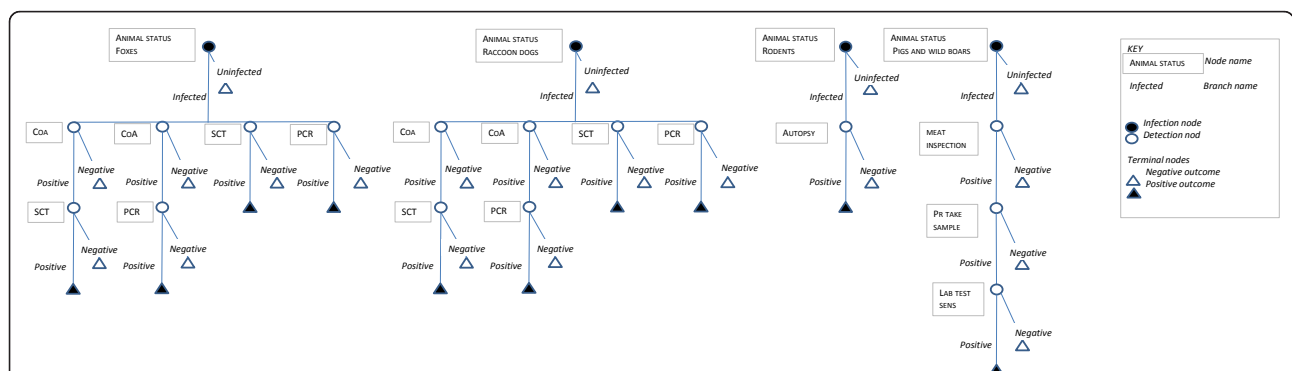 ANIMAL STATUS
FOXES
ANIMAL STATUS
RACCOON DOGS
ANIMAL STATUS
RODENTS
ANIMAL STATUS
PIGS AND WILD BOARS
KEY
ANIMAL STATUS
Node name
Infected
Branch name
Infection node
Detection nod
Terminal nodes
Negative outcome
Positive outcome
Uninfected
Uninfected
Uninfected
Uninfected
Infected
Infected
Infected
Infected
COA
COA
SCT
PCR
COA
COA
SCT
PCR
AUTOPSY
MEAT
INSPECTION
Negative
Negative
Negative
Negative
Negative
Negative
Negative
Negative
Negative
Negative
Positive
Positive
Positive
Positive
Positive
Positive
Positive
Positive
Positive
Positive
SCT
PCR
SCT
PCR
PR TAKE
SAMPLE
Negative
Negative
Negative
Negative
Negative
Positive
Positive
Positive
Positive
Positive
LAB TEST
SENS
Negative
Positive